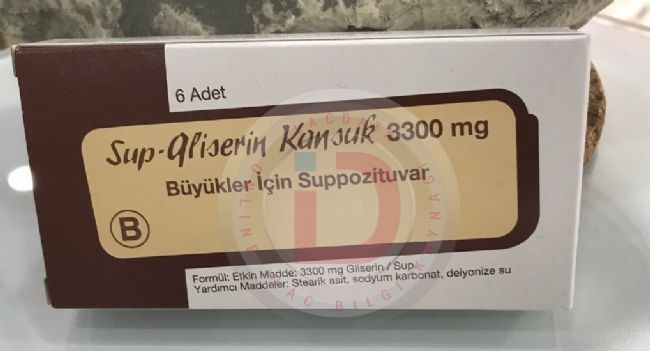 6 Adet
Sup-Gliserin Kansuk 3300 mg
Büyükler İçin Suppozituvar
B
Formül: Etkin Madde: 3300 mg Gliserin / Sup.
Yardımcı Maddeler: Stearik asit, sodyum karbonat, deiyonize su